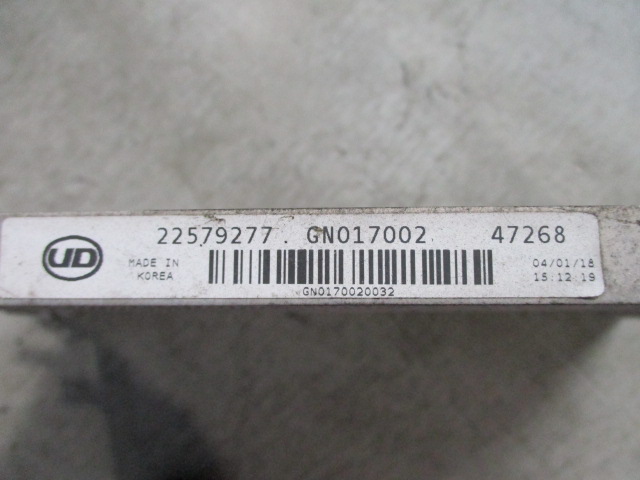 22579277. GN017002 47268
UD MADE IN
KOREA
04/01/18
15:12:19
GN0170020032